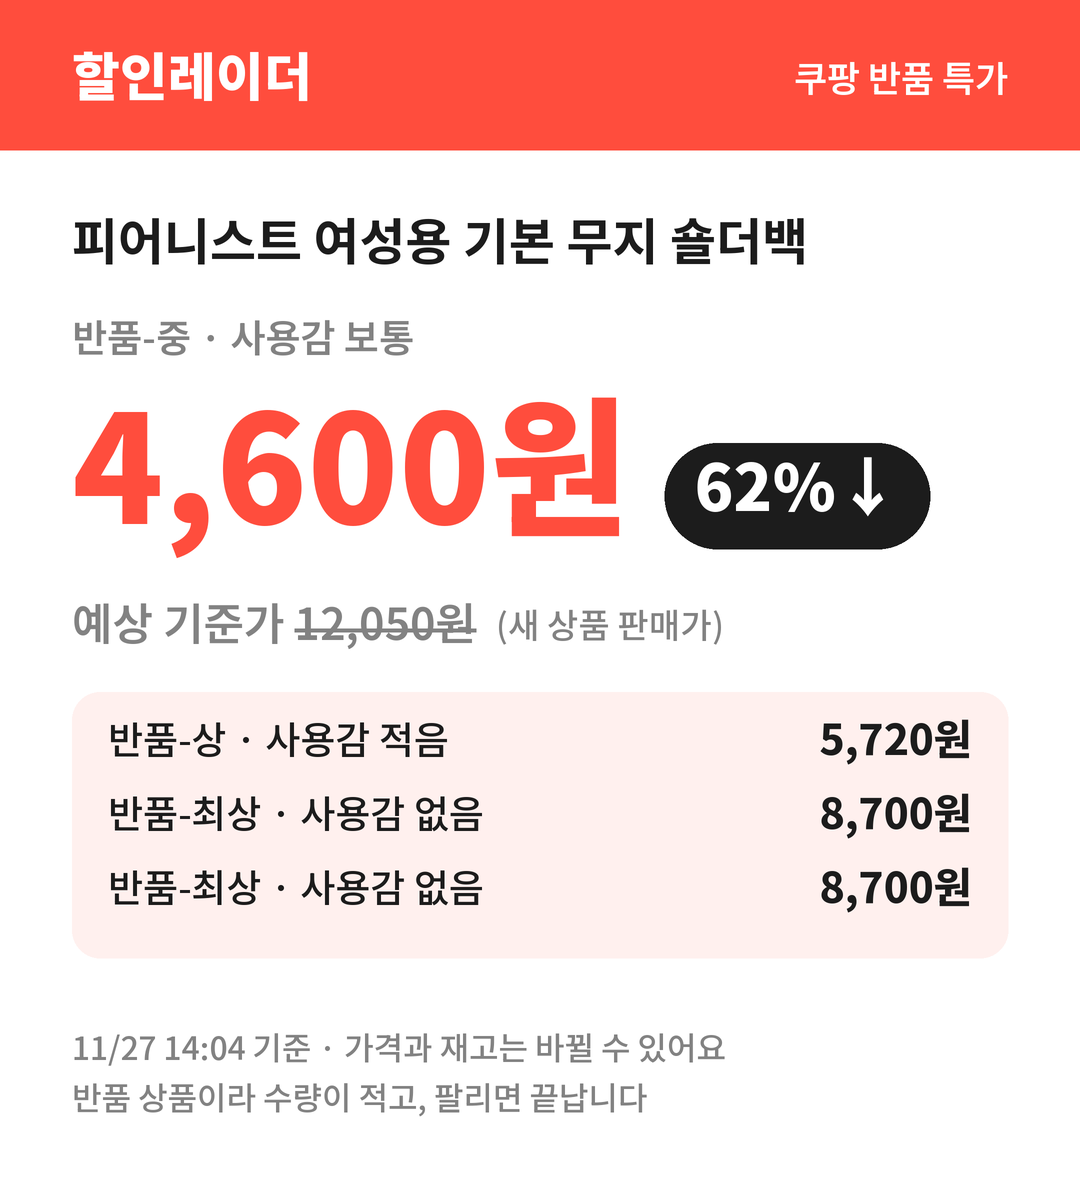 할인레이더
쿠팡 반품 특가
피어니스트 여성용 기본 무지 숄더백
반품-중 · 사용감 보통
4,600원 62%↓
예상 기준가 12,050원 (새 상품 판매가)
반품-상 · 사용감 적음 5,720원
반품-최상 · 사용감 없음 8,700원
반품-최상 · 사용감 없음 8,700원
11/27 14:04 기준 · 가격과 재고는 바뀔 수 있어요
반품 상품이라 수량이 적고, 팔리면 끝납니다